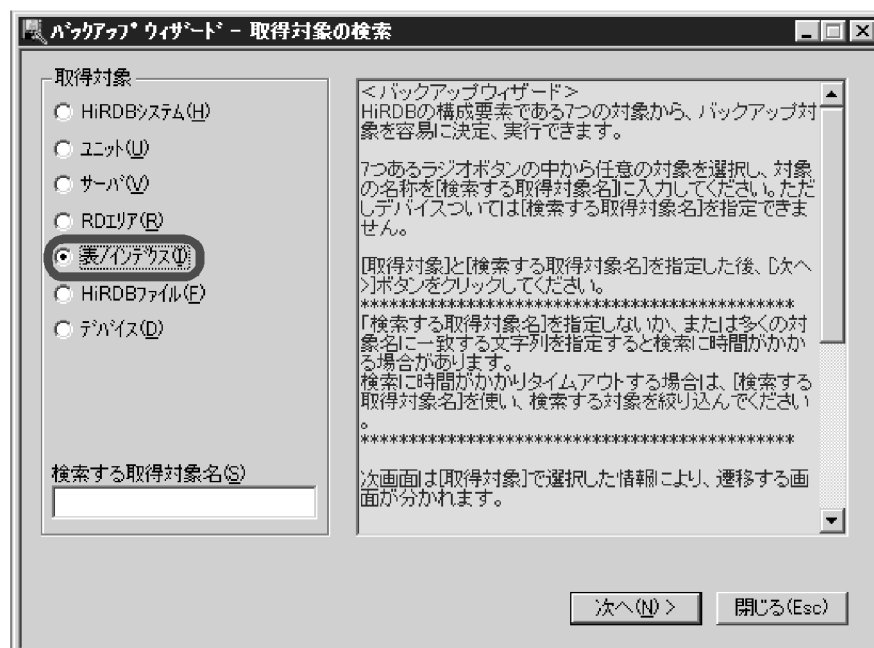 バックアップ ウィザード - 取得対象の検索
取得対象
HiRDBシステム(H)
ユニット(U)
サーバ(V)
RDエリア(R)
表/インデクス(I)
HiRDBファイル(F)
デバイス(D)
検索する取得対象名(S)
<バックアップウィザード>
HiRDBの構成要素である7つの対象から、バックアップ対
象を容易に決定、実行できます。
7つあるラジオボタンの中から任意の対象を選択し、対象
の名称を[検索する取得対象名]に入力してください。ただ
しデバイスついては[検索する取得対象名]を指定できま
せん。
[取得対象]と[検索する取得対象名]を指定した後、[次へ
>]ボタンをクリックしてください。
*********************************************
「検索する取得対象名]を指定しないか、または多くの対
象名に一致する文字列を指定すると検索に時間がかか
る場合があります。
検索に時間がかかりタイムアウトする場合は、[検索する
取得対象名]を使い、検索する対象を絞り込んでください
。
*********************************************
次画面は[取得対象]で選択した情報により、遷移する画
面が分かれます。
次へ(N) >
閉じる(Esc)